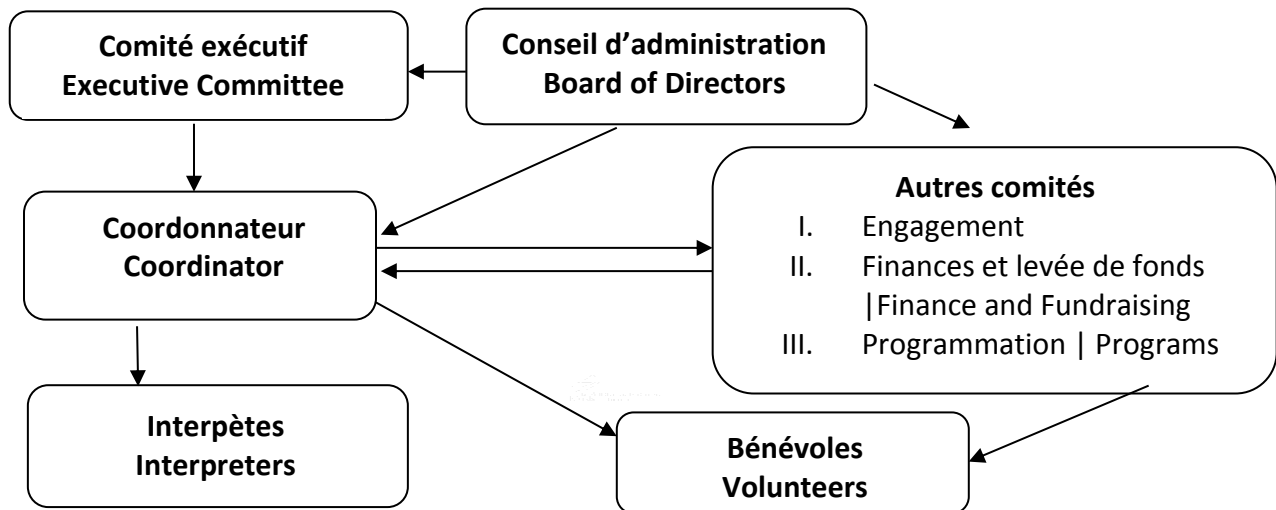 Comité exécutif
Executive Committee
Conseil d’administration
Board of Directors
Coordonnateur
Coordinator
Autres comités
I. Engagement
II. Finances et levée de fonds
|Finance and Fundraising
III. Programmation | Programs
Interpètes
Interpreters
Bénévoles
Volunteers